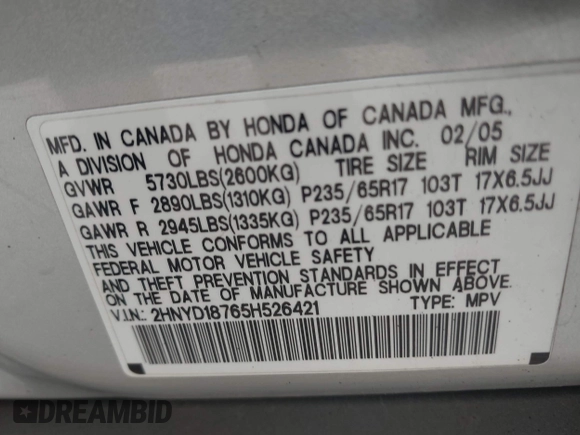 MFD. IN CANADA BY HONDA OF CANADA MFG.,
A DIVISION OF HONDA CANADA INC. 02/05
GVWR 5730LBS(2600KG) TIRE SIZE RIM SIZE
GAWR F 2890LBS(1310KG) P235/65R17 103T 17X6.5JJ
GAWR R 2945LBS(1335KG) P235/65R17 103T 17X6.5JJ
THIS VEHICLE CONFORMS TO ALL APPLICABLE
FEDERAL MOTOR VEHICLE SAFETY
AND THEFT PREVENTION STANDARDS IN EFFECT
ON THE DATE OF MANUFACTURE SHOWN ABOVE.
V.I.N.: 2HNYD18765H526421 TYPE: MPV
DREAMBID